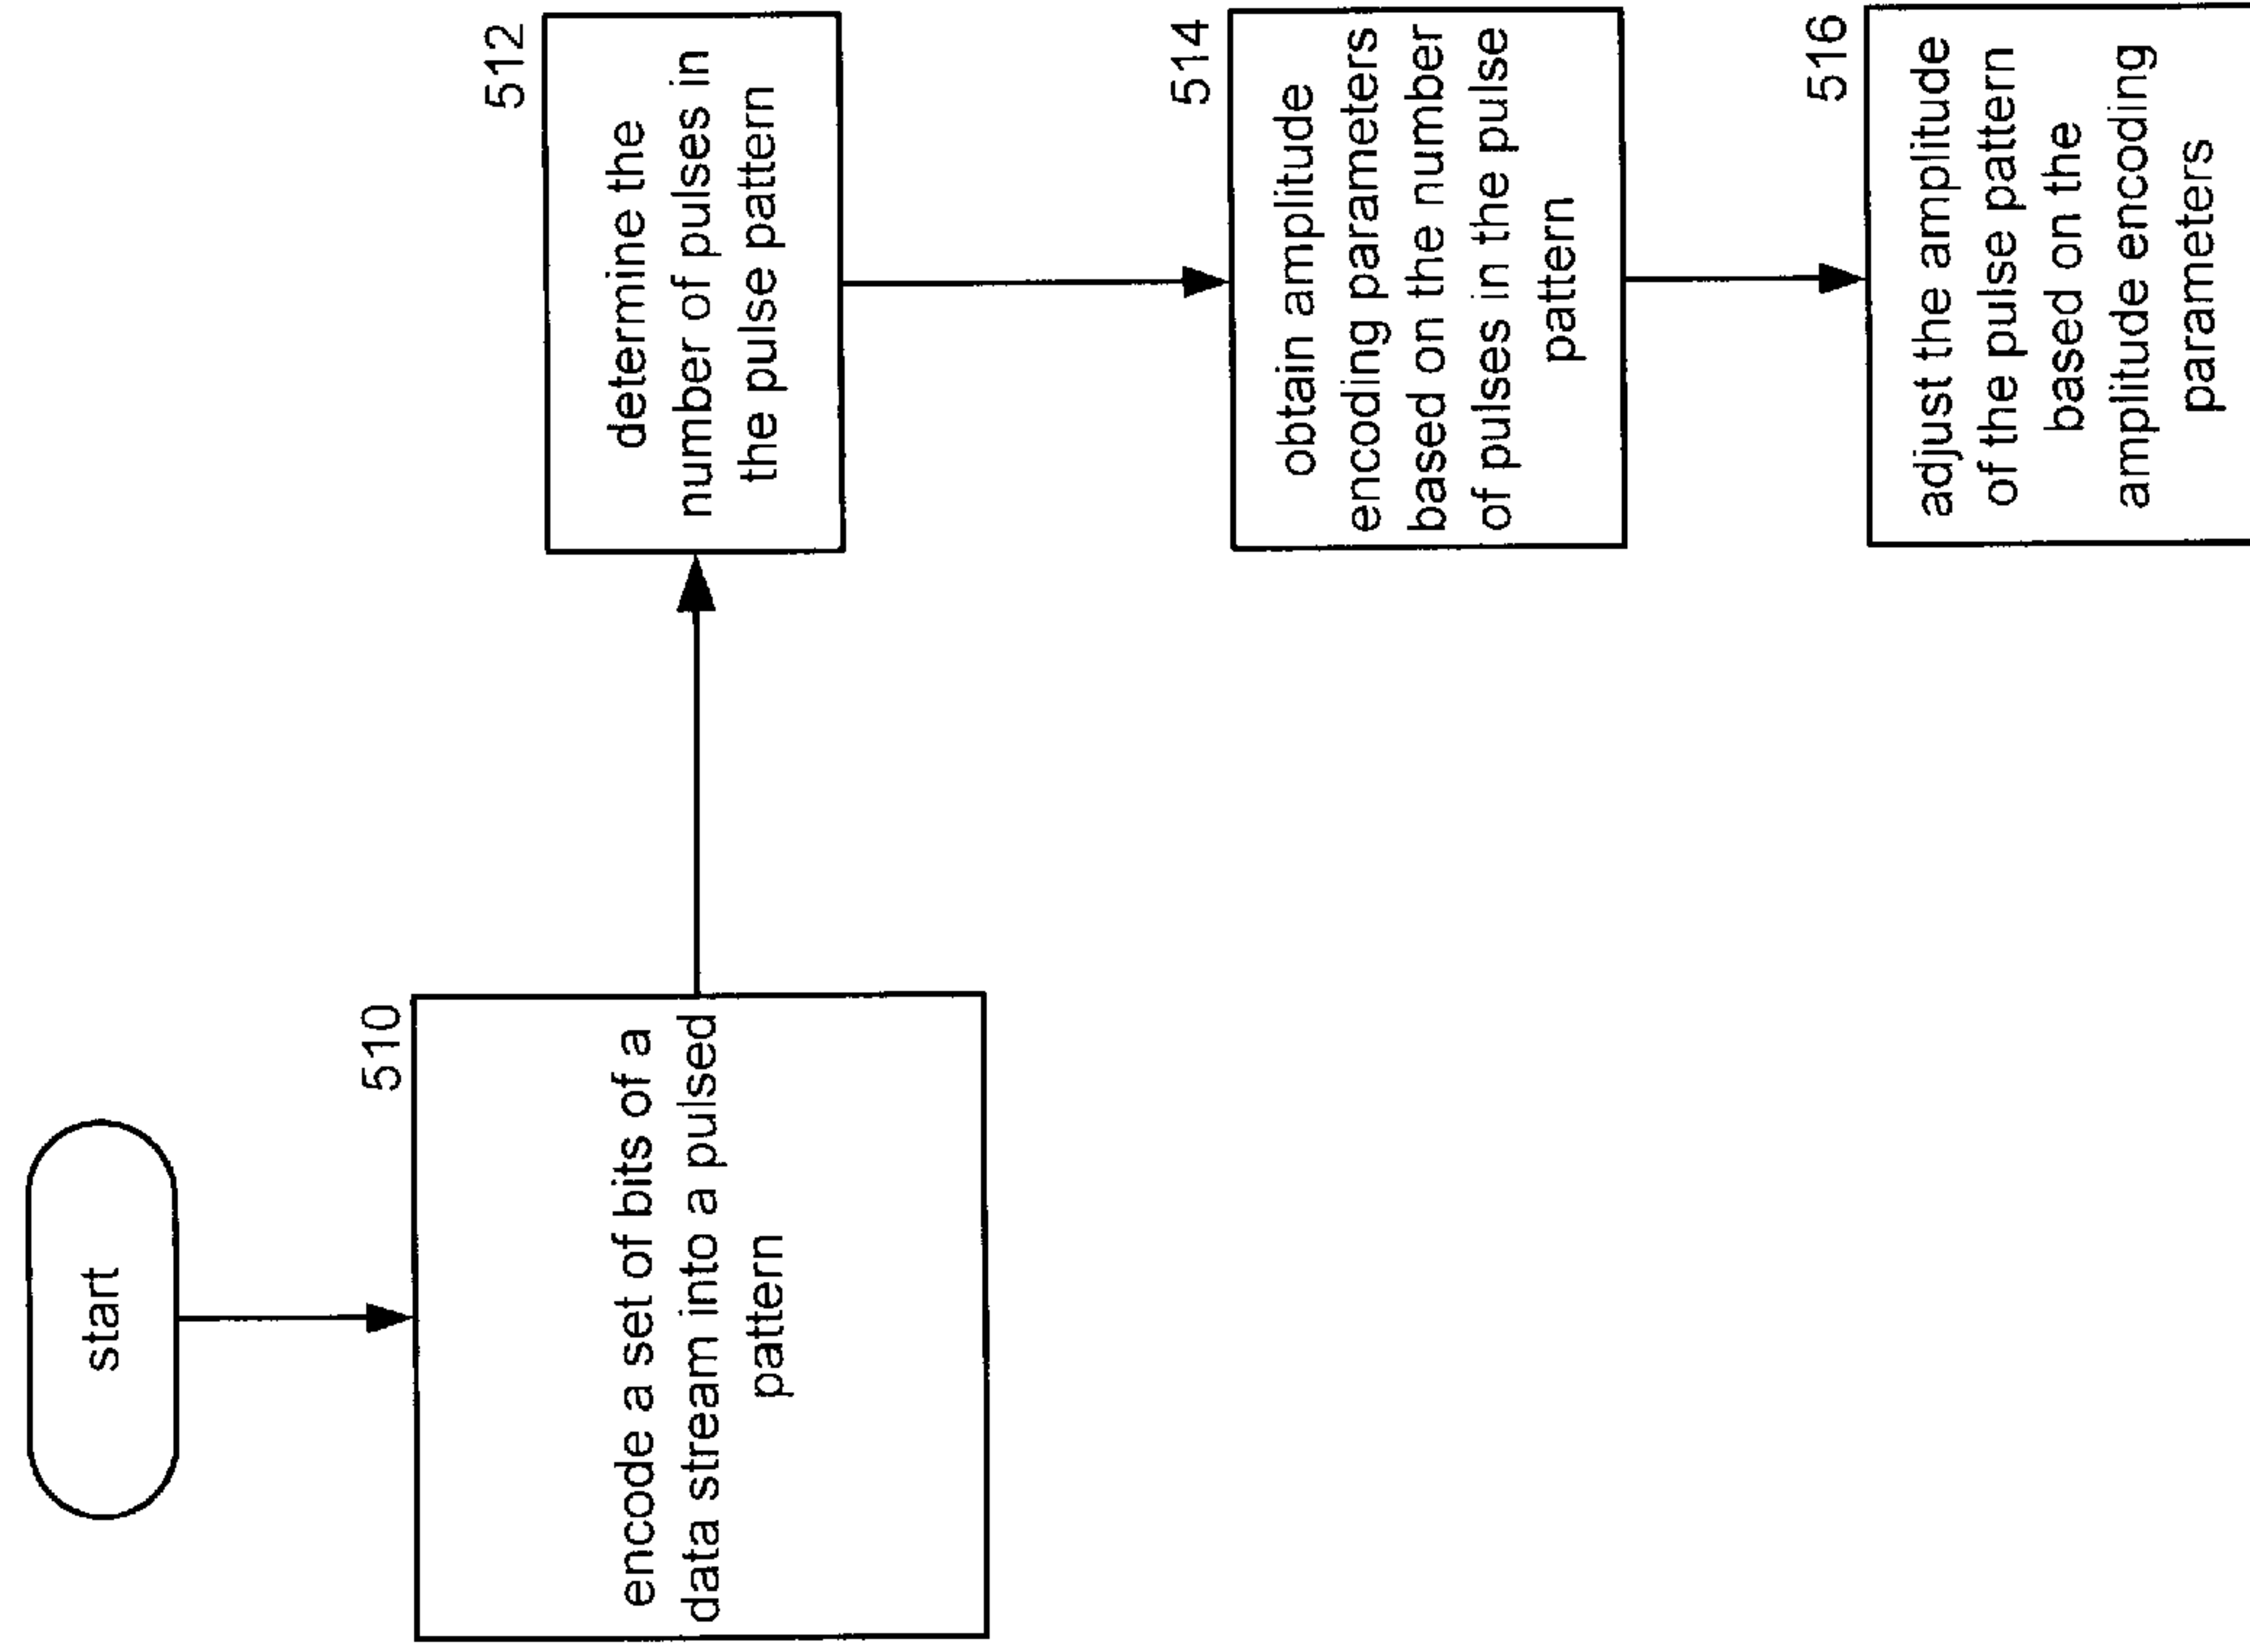 start
510
encode a set of bits of a
data stream into a pulsed
pattern
512
determine the
number of pulses in
the pulse pattern
514
obtain amplitude
encoding parameters
based on the number
of pulses in the pulse
pattern
516
adjust the amplitude
of the pulse pattern
based on the
amplitude encoding
parameters